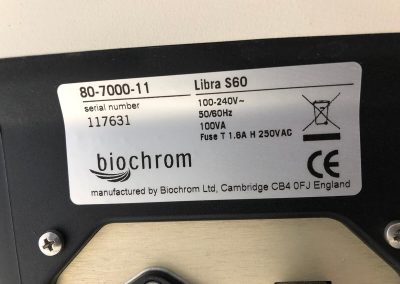 80-7000-11 Libra S60
serial number 100-240V~
117631 50/60Hz
100VA
Fuse T 1.6A H 250VAC
biochrom
CE
manufactured by Biochrom Ltd, Cambridge CB4 0FJ England